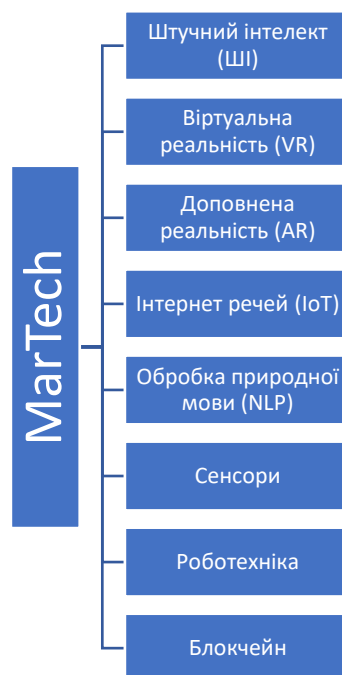 MarTech
Штучний інтелект
(ШІ)
Віртуальна
реальність (VR)
Доповнена
реальність (AR)
Інтернет речей (IoT)
Обробка природної
мови (NLP)
Сенсори
Роботехніка
Блокчейн